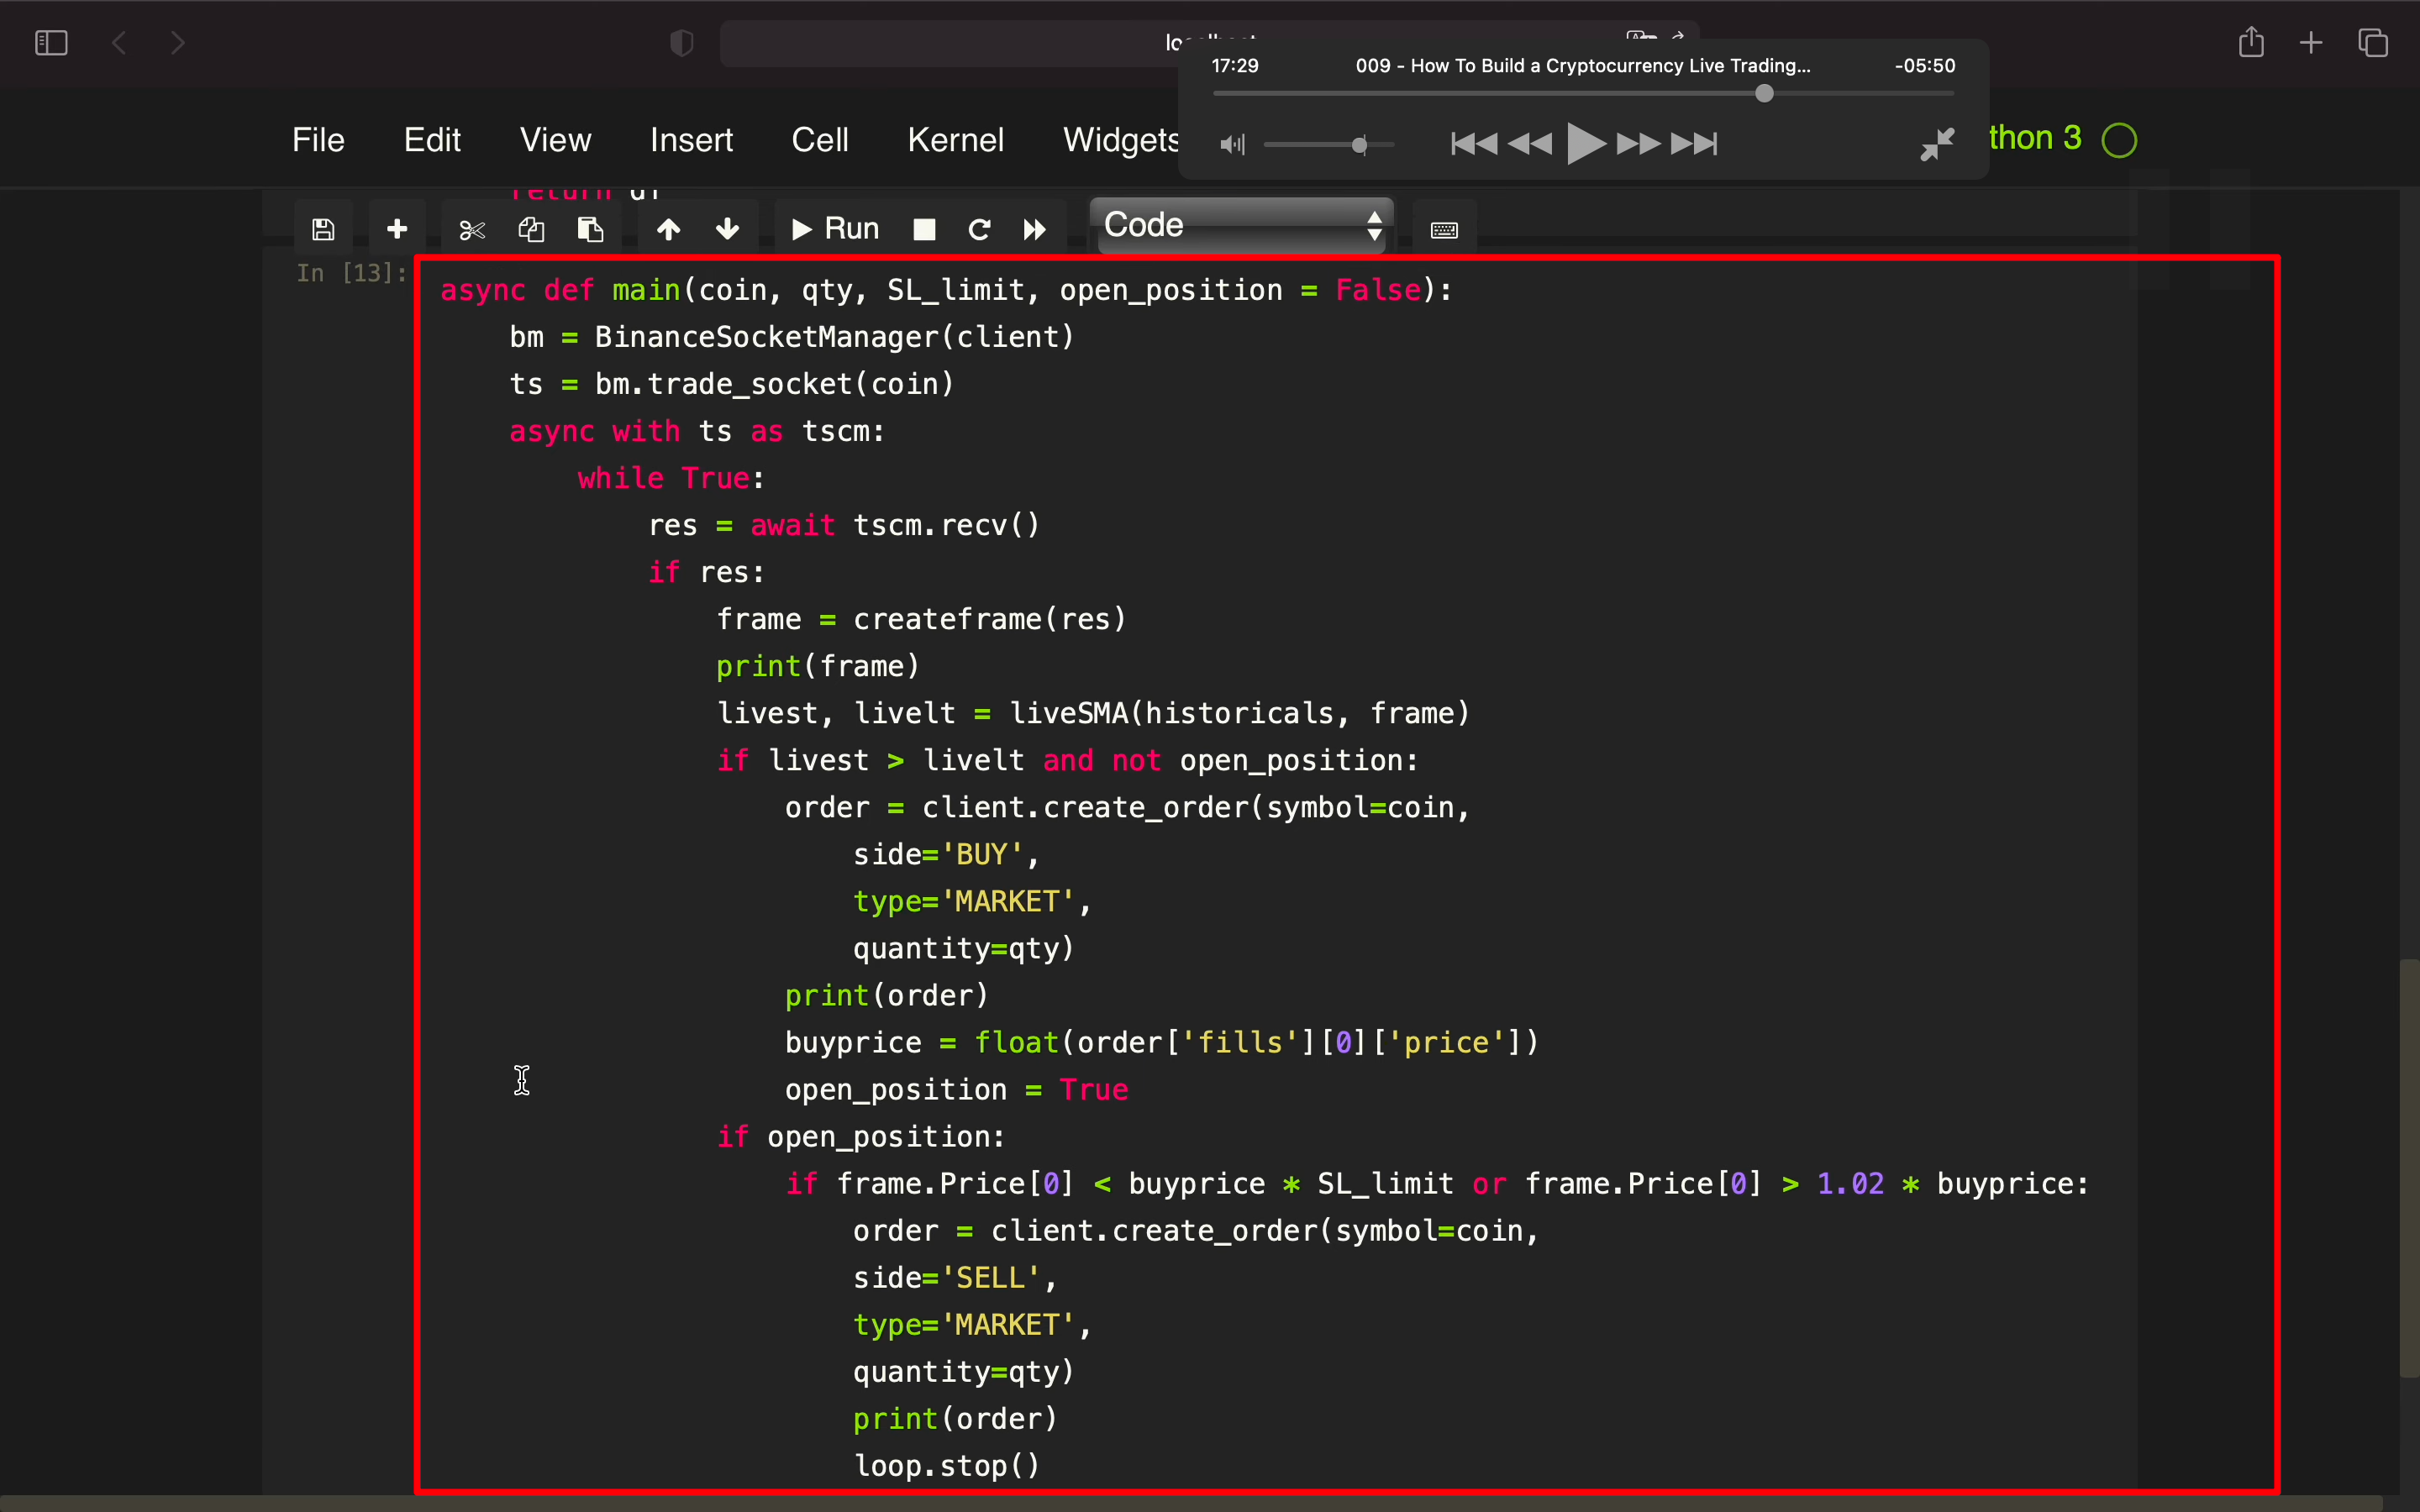 17:29 009 - How To Build a Cryptocurrency Live Trading... -05:50
File Edit View Insert Cell Kernel Widgets thon 3
Run Code
In [13]:
async def main(coin, qty, SL_limit, open_position = False):
    bm = BinanceSocketManager(client)
    ts = bm.trade_socket(coin)
    async with ts as tscm:
        while True:
            res = await tscm.recv()
            if res:
                frame = createframe(res)
                print(frame)
                livest, livelt = liveSMA(historicals, frame)
                if livest > livelt and not open_position:
                    order = client.create_order(symbol=coin,
                        side='BUY',
                        type='MARKET',
                        quantity=qty)
                    print(order)
                    buyprice = float(order['fills'][0]['price'])
                    open_position = True
                if open_position:
                    if frame.Price[0] < buyprice * SL_limit or frame.Price[0] > 1.02 * buyprice:
                        order = client.create_order(symbol=coin,
                        side='SELL',
                        type='MARKET',
                        quantity=qty)
                        print(order)
                        loop.stop()